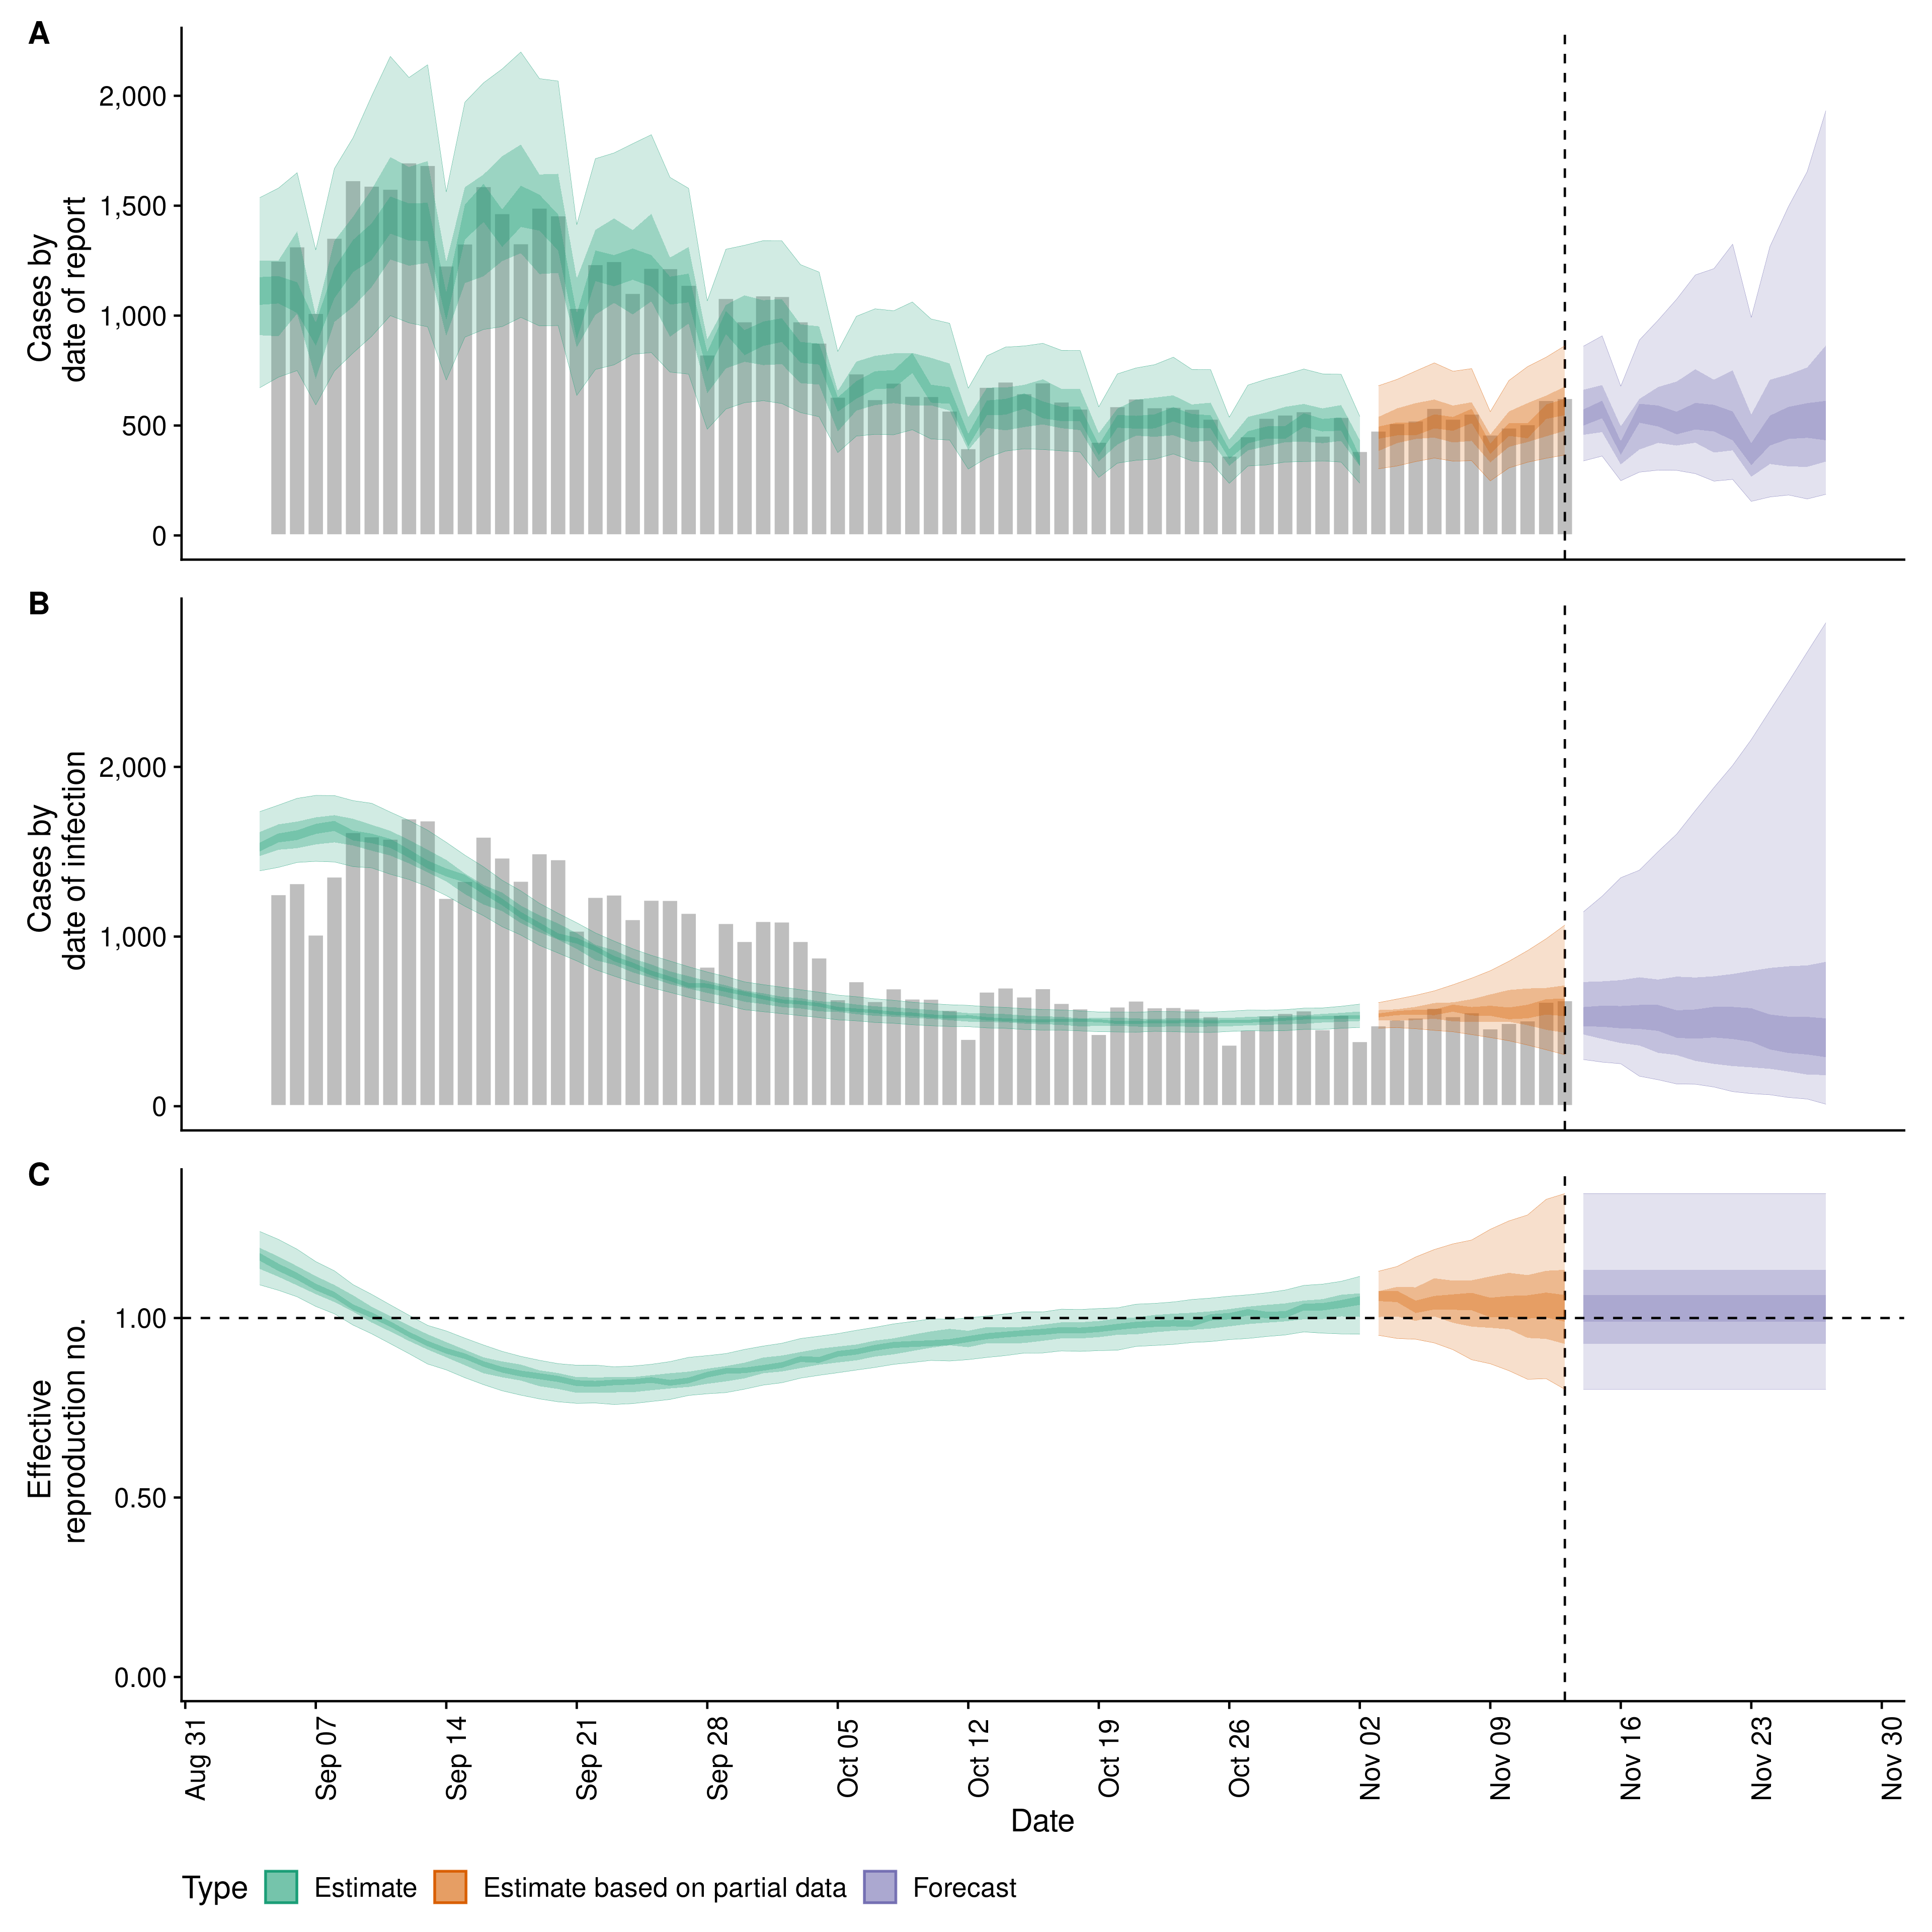 A
Cases by
date of report
2,000
1,500
1,000
500
0
B
Cases by
date of infection
2,000
1,000
0
C
Effective
reproduction no.
1.00
0.50
0.00
Aug 31
Sep 07
Sep 14
Sep 21
Sep 28
Oct 05
Oct 12
Oct 19
Oct 26
Nov 02
Nov 09
Nov 16
Nov 23
Nov 30
Date
Type Estimate Estimate based on partial data Forecast